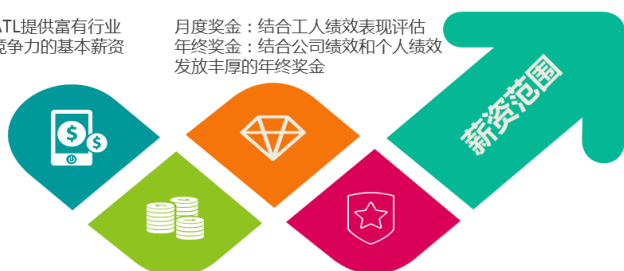 ATL提供富有行业
竞争力的基本薪资
月度奖金：结合工人绩效表现评估
年终奖金：结合公司绩效和个人绩效
发放丰厚的年终奖金
薪资范围
$
$